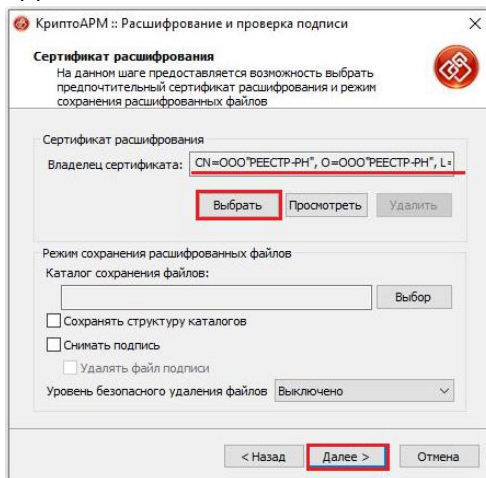 КриптоАРМ :: Расшифрование и проверка подписи
Сертификат расшифрования
На данном шаге предоставляется возможность выбрать
предпочтительный сертификат расшифрования и режим
сохранения расшифрованных файлов
Сертификат расшифрования
Владелец сертификата: CN=ООО"РЕЕСТР-РН", O=ООО"РЕЕСТР-РН", L=
Выбрать Просмотреть Удалить
Режим сохранения расшифрованных файлов
Каталог сохранения файлов:
Выбор
Сохранять структуру каталогов
Снимать подпись
Удалять файл подписи
Уровень безопасного удаления файлов Выключено
< Назад Далее > Отмена